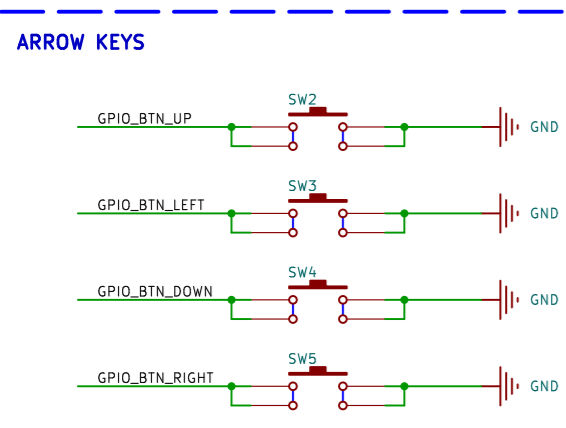 ARROW KEYS
SW2
GPIO_BTN_UP
GND
SW3
GPIO_BTN_LEFT
GND
SW4
GPIO_BTN_DOWN
GND
SW5
GPIO_BTN_RIGHT
GND